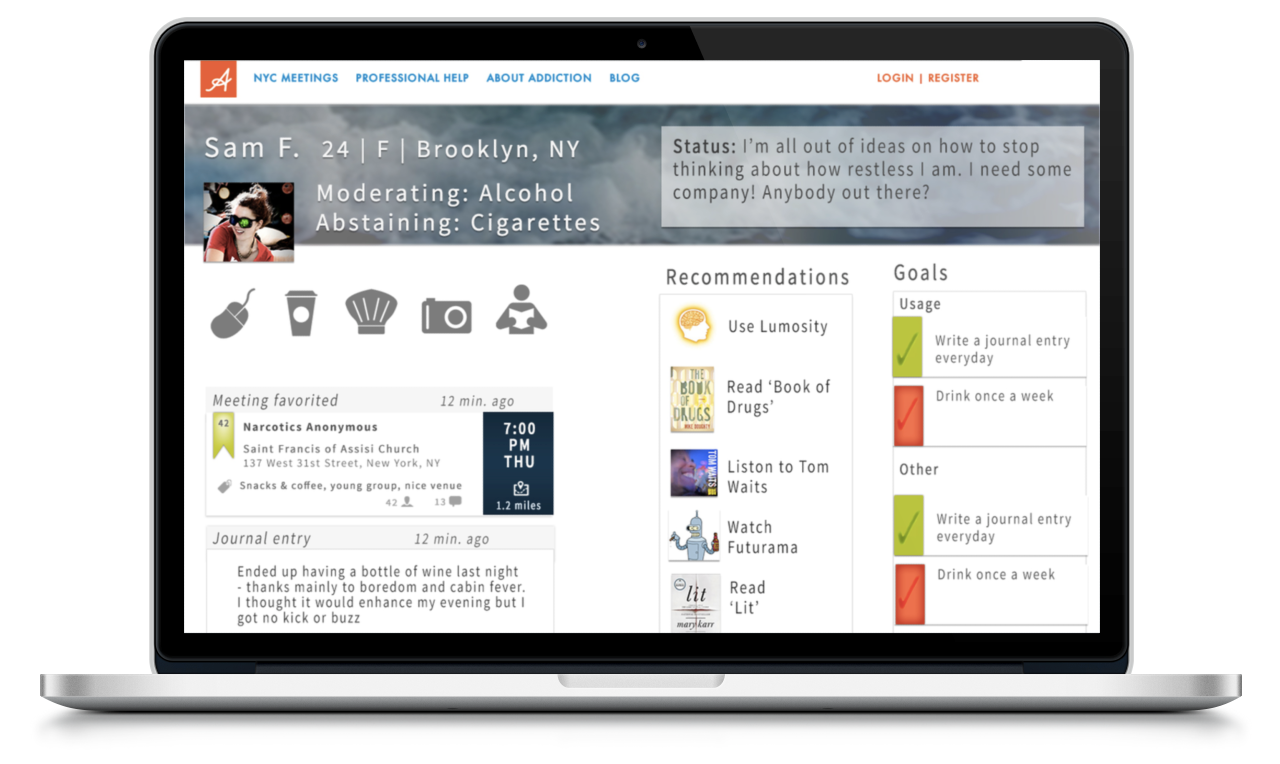 A
NYC MEETINGS PROFESSIONAL HELP ABOUT ADDICTION BLOG
LOGIN | REGISTER
Sam F. 24 | F | Brooklyn, NY
Moderating: Alcohol
Abstaining: Cigarettes
Status: I'm all out of ideas on how to stop
thinking about how restless I am. I need some
company! Anybody out there?
Meeting favorited 12 min. ago
42
Narcotics Anonymous
Saint Francis of Assisi Church
137 West 31st Street, New York, NY
Snacks & coffee, young group, nice venue
42 13
7:00
PM
THU
1.2 miles
Journal entry 12 min. ago
Ended up having a bottle of wine last night
- thanks mainly to boredom and cabin fever.
I thought it would enhance my evening but I
got no kick or buzz
Recommendations
Use Lumosity
THE
BOOK
OF
DRUGS
Read ‘Book of
Drugs’
TOM WAITS
Liston to Tom
Waits
Watch
Futurama
lit
mary karr
Read
‘Lit’
Goals
Usage
Write a journal entry
everyday
Drink once a week
Other
Write a journal entry
everyday
Drink once a week